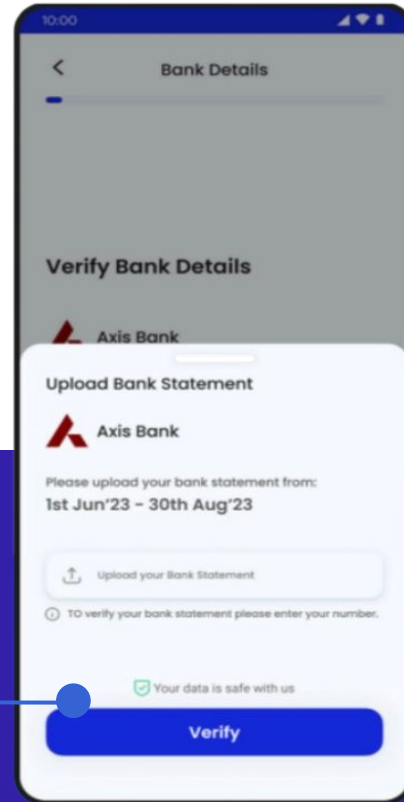 10:00
Bank Details
Verify Bank Details
Axis Bank
Upload Bank Statement
Axis Bank
Please upload your bank statement from:
1st Jun'23 - 30th Aug'23
Upload your Bank Statement
TO verify your bank statement please enter your number.
Your data is safe with us
Verify